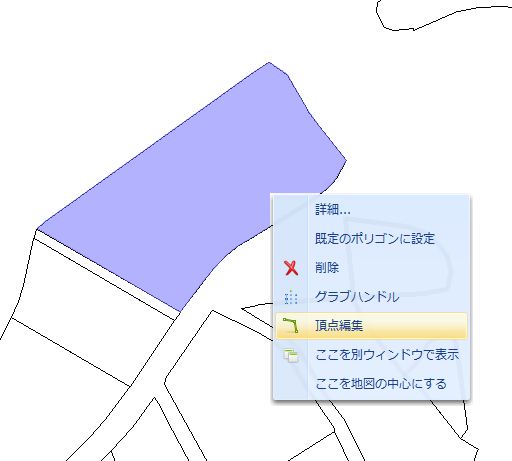 詳細...
既定のポリゴンに設定
削除
グラブハンドル
頂点編集
ここを別ウィンドウで表示
ここを地図の中心にする